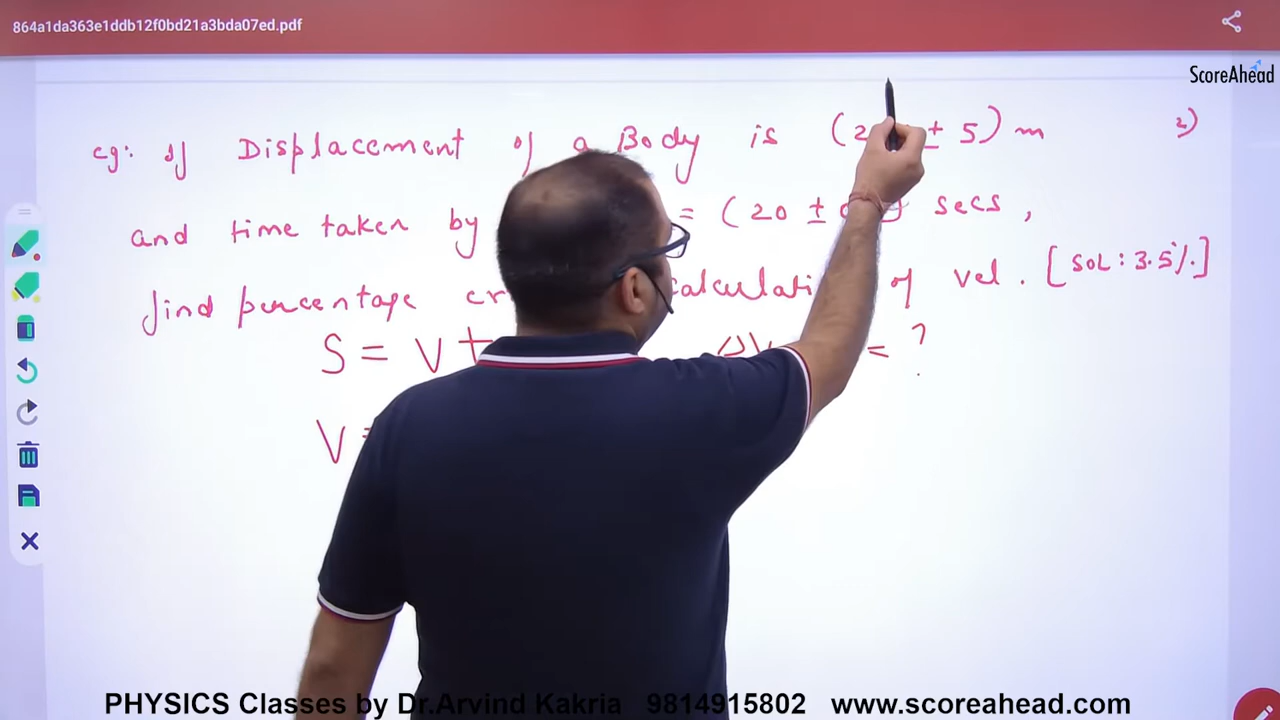 864a1da363e1ddb12f0bd21a3bda07ed.pdf
ScoreAhead
eg: If Displacement of a Body is (2 ± 5) m 2)
and time taken by = (20 ± secs ,
find percentage calculati of vel. [SOL: 3.5%.]
S = V t = ?
V =
PHYSICS Classes by Dr.Arvind Kakria 9814915802 www.scoreahead.com